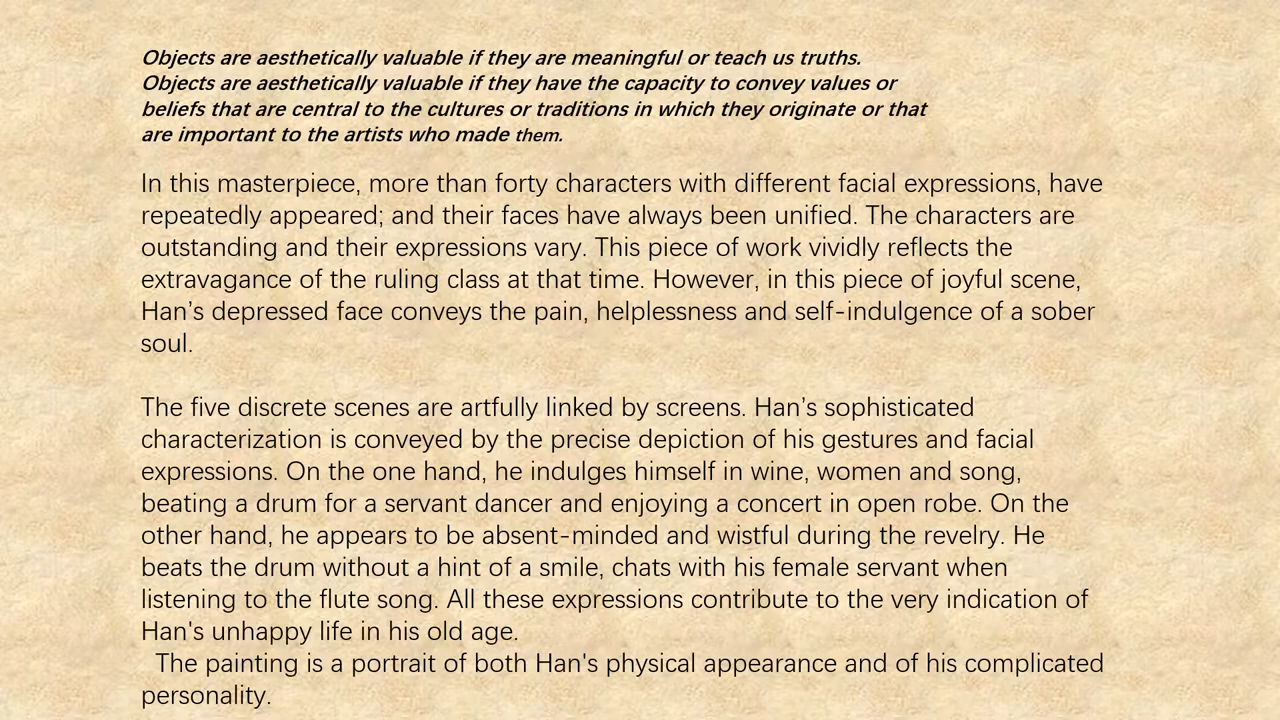 Objects are aesthetically valuable if they are meaningful or teach us truths.
Objects are aesthetically valuable if they have the capacity to convey values or
beliefs that are central to the cultures or traditions in which they originate or that
are important to the artists who made them.
In this masterpiece, more than forty characters with different facial expressions, have
repeatedly appeared; and their faces have always been unified. The characters are
outstanding and their expressions vary. This piece of work vividly reflects the
extravagance of the ruling class at that time. However, in this piece of joyful scene,
Han’s depressed face conveys the pain, helplessness and self-indulgence of a sober
soul.
The five discrete scenes are artfully linked by screens. Han’s sophisticated
characterization is conveyed by the precise depiction of his gestures and facial
expressions. On the one hand, he indulges himself in wine, women and song,
beating a drum for a servant dancer and enjoying a concert in open robe. On the
other hand, he appears to be absent-minded and wistful during the revelry. He
beats the drum without a hint of a smile, chats with his female servant when
listening to the flute song. All these expressions contribute to the very indication of
Han's unhappy life in his old age.
The painting is a portrait of both Han's physical appearance and of his complicated
personality.